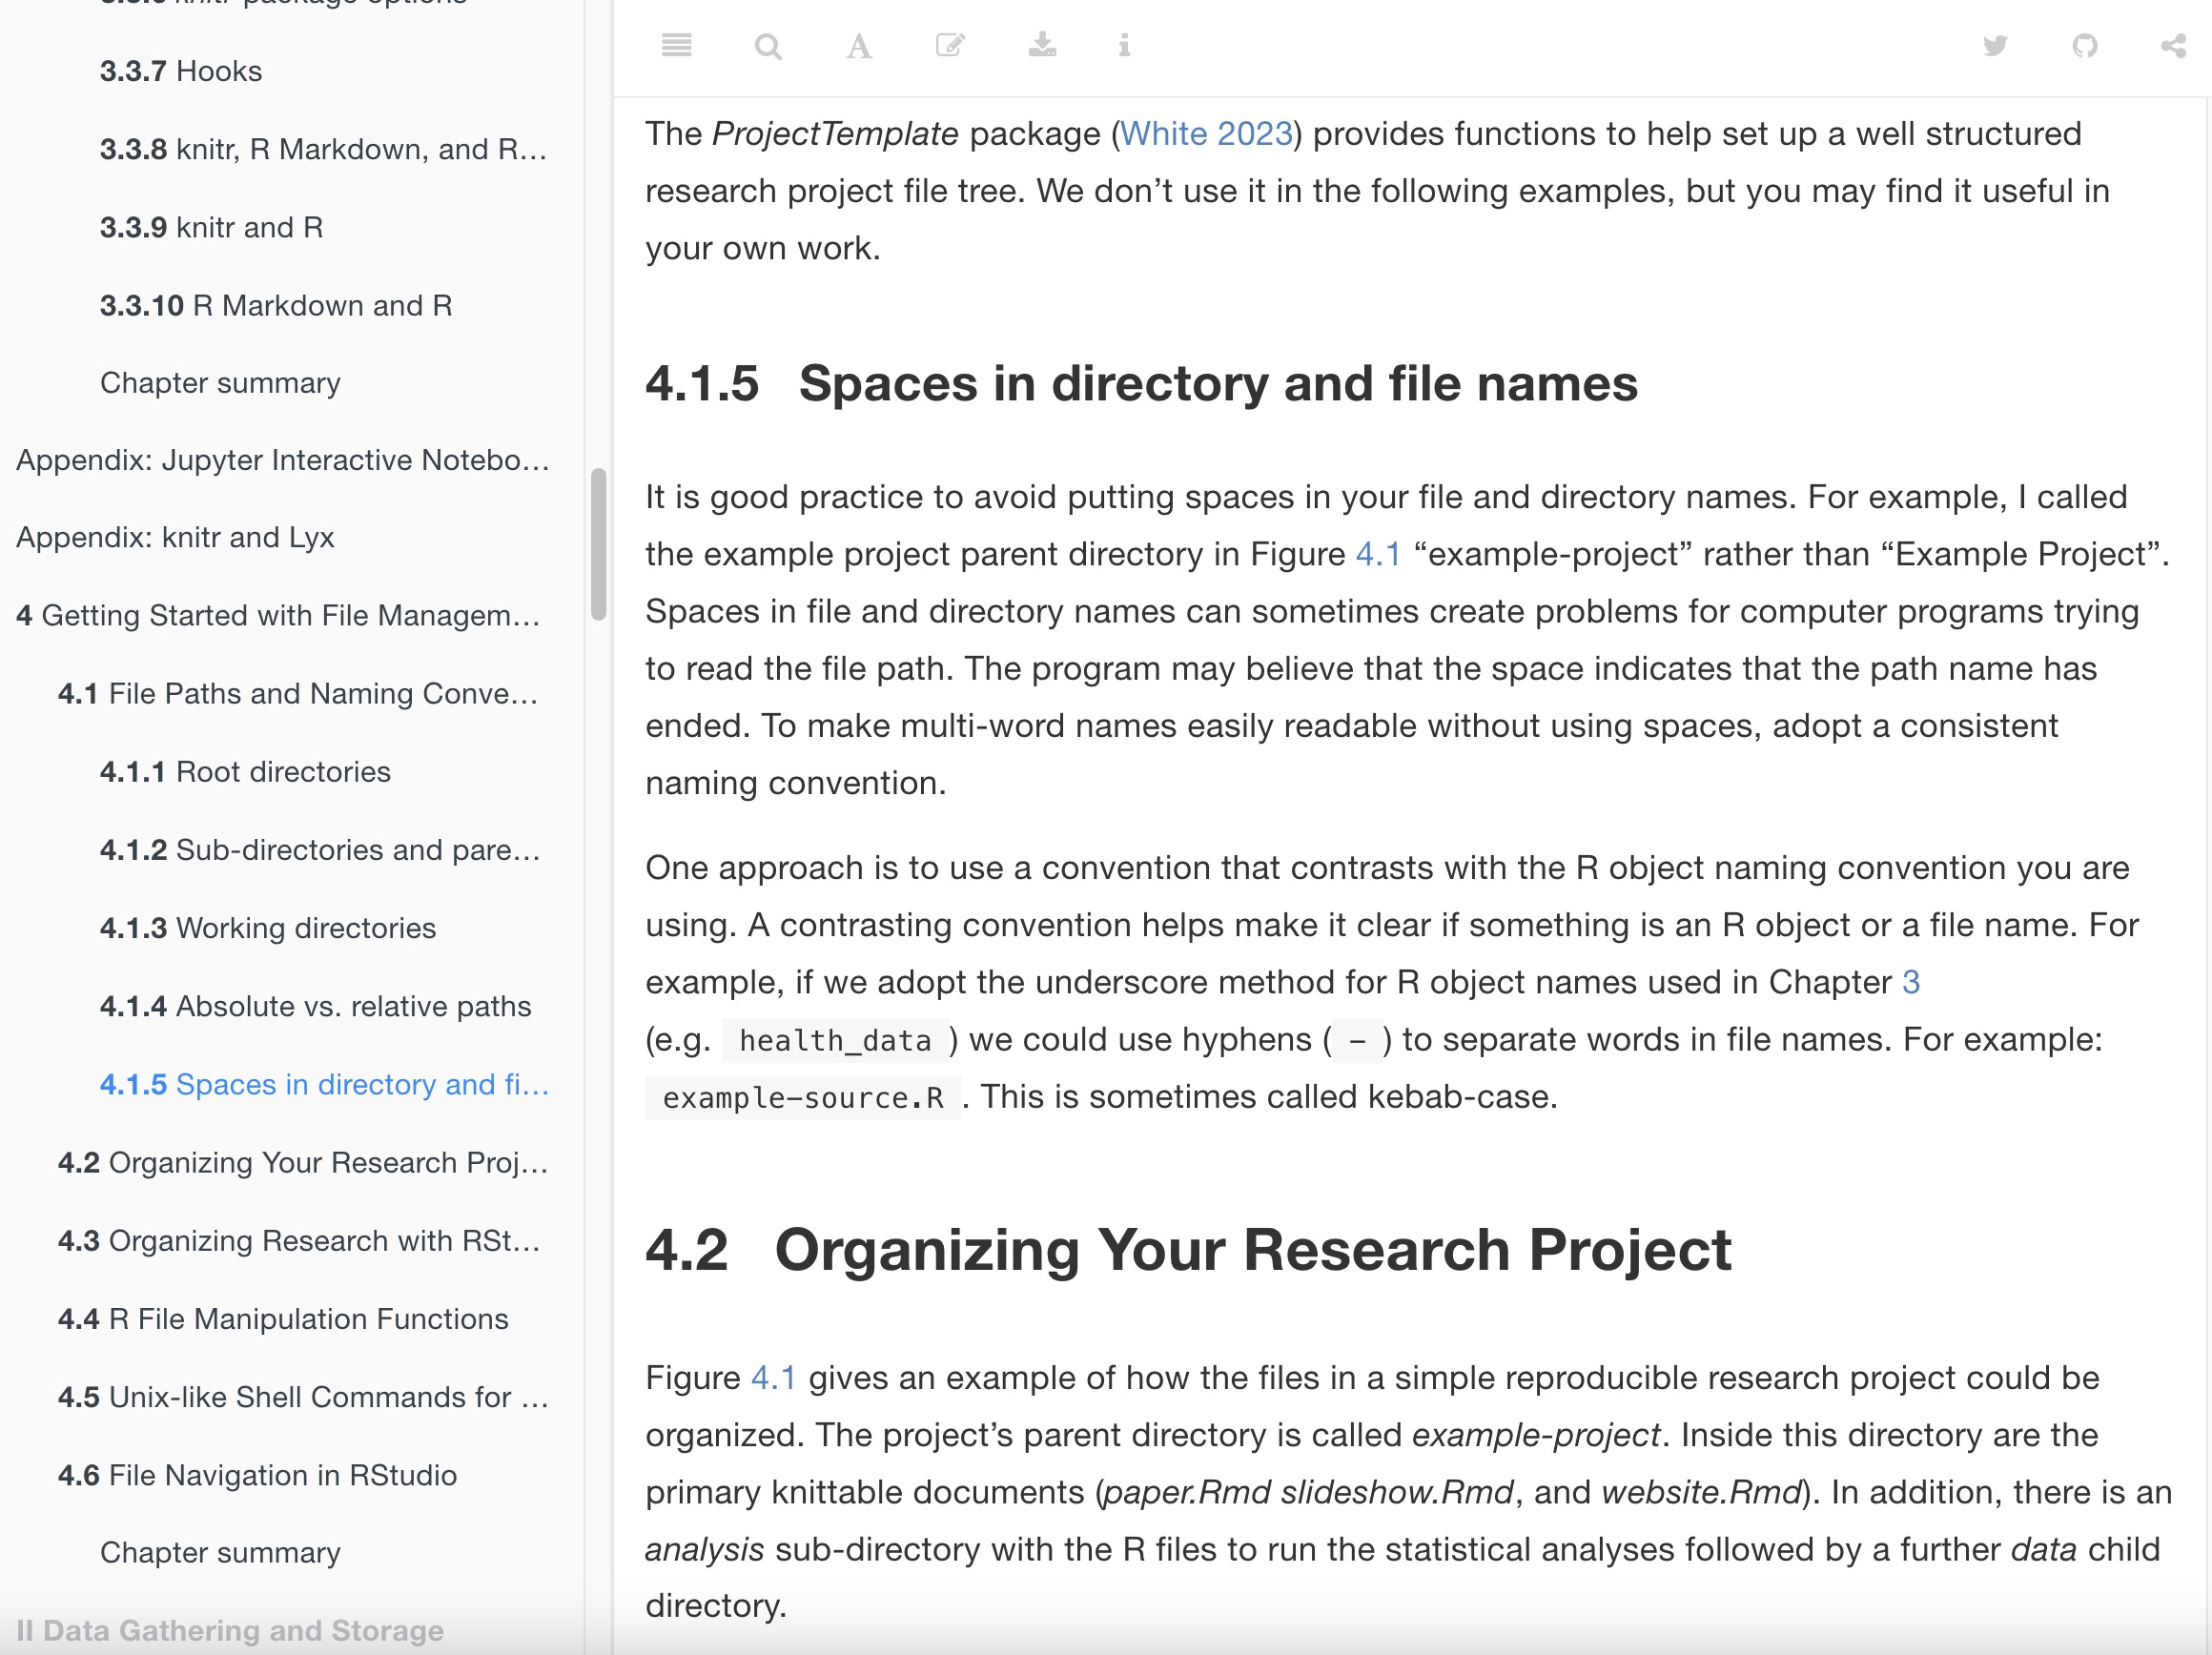 3.3.7 Hooks
3.3.8 knitr, R Markdown, and R…
3.3.9 knitr and R
3.3.10 R Markdown and R
Chapter summary
Appendix: Jupyter Interactive Notebo…
Appendix: knitr and Lyx
4 Getting Started with File Managem…
4.1 File Paths and Naming Conve…
4.1.1 Root directories
4.1.2 Sub-directories and pare…
4.1.3 Working directories
4.1.4 Absolute vs. relative paths
4.1.5 Spaces in directory and fi…
4.2 Organizing Your Research Proj…
4.3 Organizing Research with RSt…
4.4 R File Manipulation Functions
4.5 Unix-like Shell Commands for …
4.6 File Navigation in RStudio
Chapter summary
II Data Gathering and Storage
The ProjectTemplate package (White 2023) provides functions to help set up a well structured
research project file tree. We don’t use it in the following examples, but you may find it useful in
your own work.
4.1.5 Spaces in directory and file names
It is good practice to avoid putting spaces in your file and directory names. For example, I called
the example project parent directory in Figure 4.1 “example-project” rather than “Example Project”.
Spaces in file and directory names can sometimes create problems for computer programs trying
to read the file path. The program may believe that the space indicates that the path name has
ended. To make multi-word names easily readable without using spaces, adopt a consistent
naming convention.
One approach is to use a convention that contrasts with the R object naming convention you are
using. A contrasting convention helps make it clear if something is an R object or a file name. For
example, if we adopt the underscore method for R object names used in Chapter 3
(e.g. health_data ) we could use hyphens ( - ) to separate words in file names. For example:
example-source.R . This is sometimes called kebab-case.
4.2 Organizing Your Research Project
Figure 4.1 gives an example of how the files in a simple reproducible research project could be
organized. The project’s parent directory is called example-project. Inside this directory are the
primary knittable documents (paper.Rmd slideshow.Rmd, and website.Rmd). In addition, there is an
analysis sub-directory with the R files to run the statistical analyses followed by a further data child
directory.